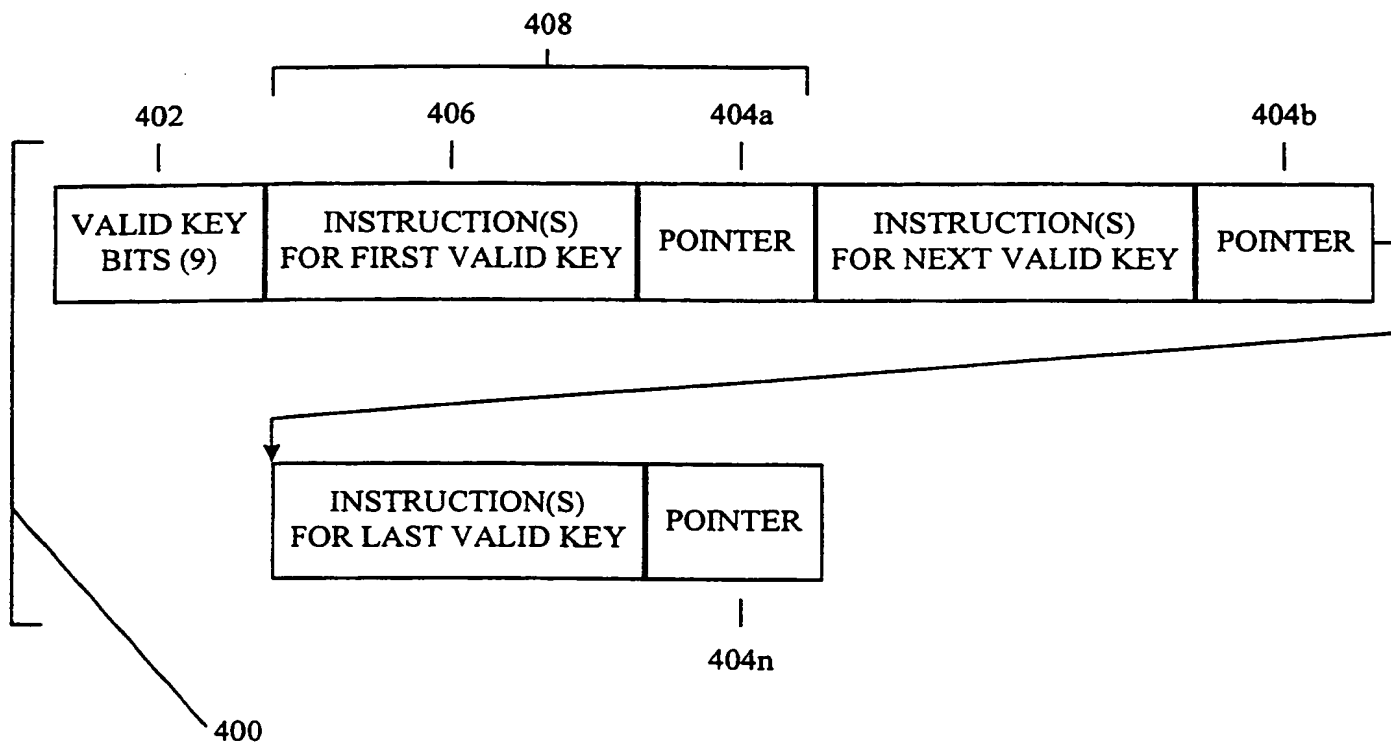 408
402
406
404a
404b
VALID KEY
BITS (9)
INSTRUCTION(S)
FOR FIRST VALID KEY
POINTER
INSTRUCTION(S)
FOR NEXT VALID KEY
POINTER
INSTRUCTION(S)
FOR LAST VALID KEY
POINTER
404n
400